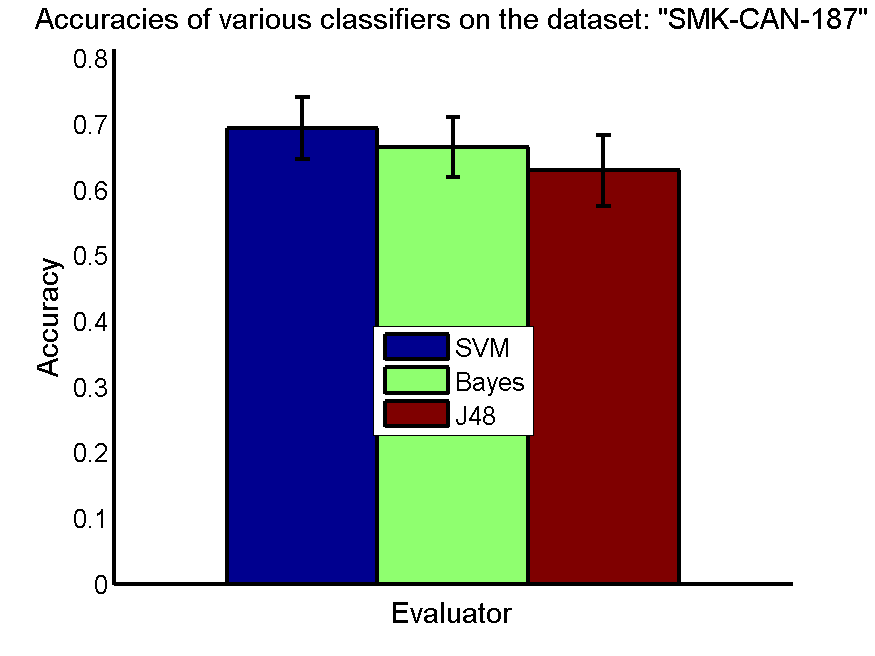 Accuracies of various classifiers on the dataset: "SMK-CAN-187"
0.8
0.7
0.6
0.5
0.4
0.3
0.2
0.1
0
Accuracy
SVM
Bayes
J48
Evaluator